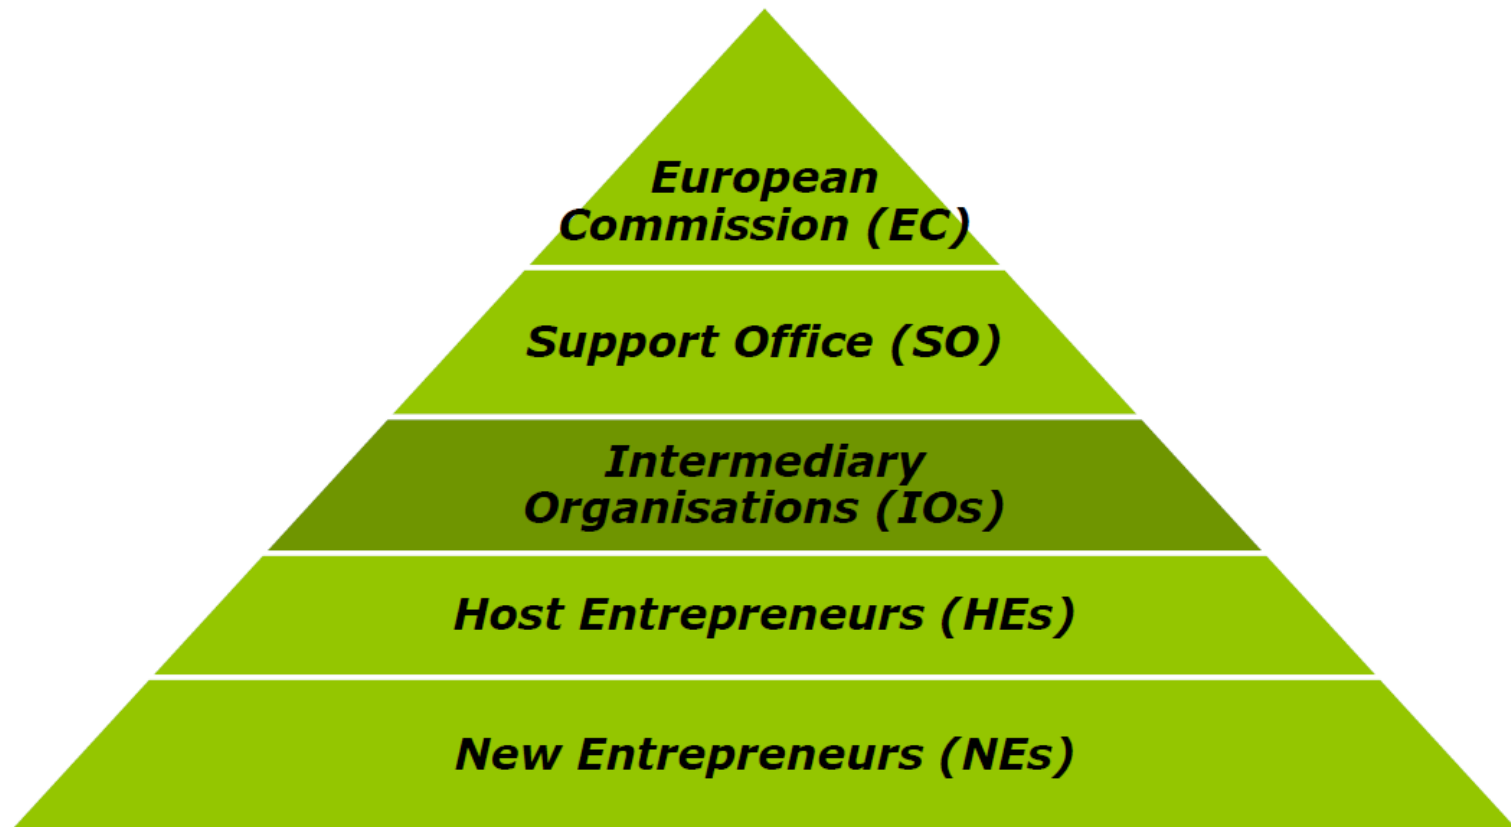 European
Commission (EC)
Support Office (SO)
Intermediary
Organisations (IOs)
Host Entrepreneurs (HEs)
New Entrepreneurs (NEs)